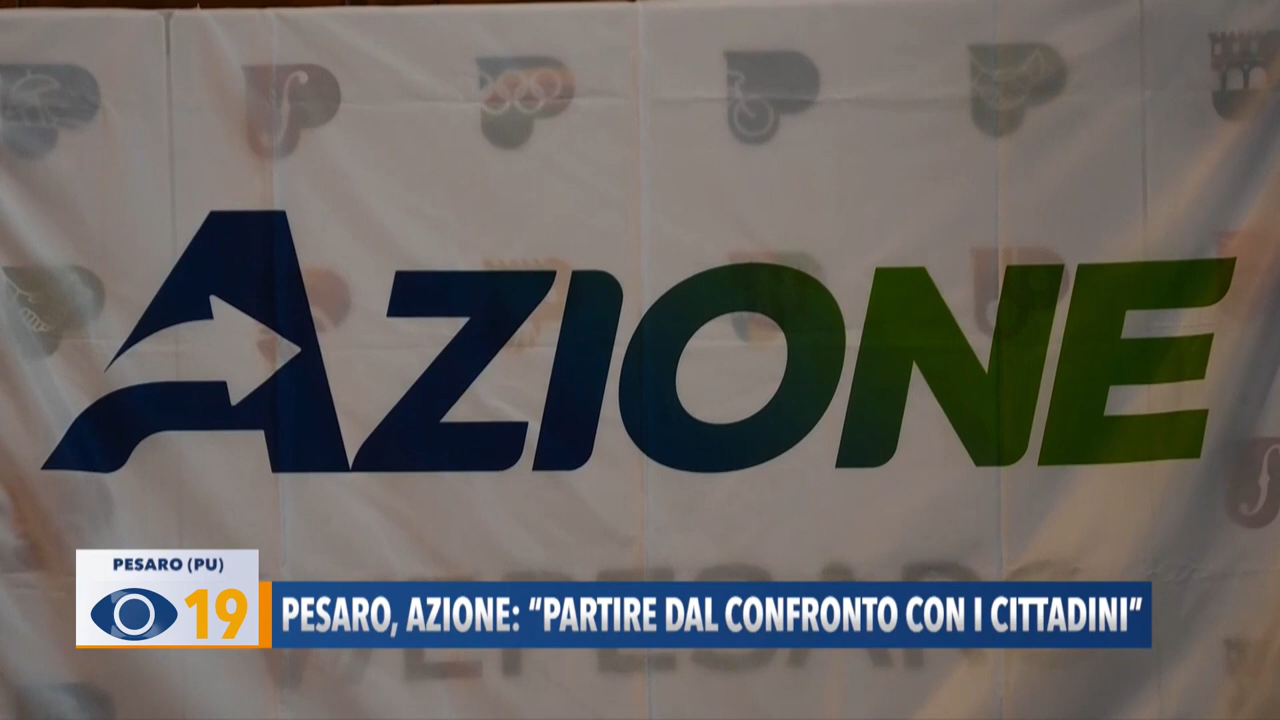 AZIONE
PESARO (PU)
19
PESARO, AZIONE: “PARTIRE DAL CONFRONTO CON I CITTADINI”